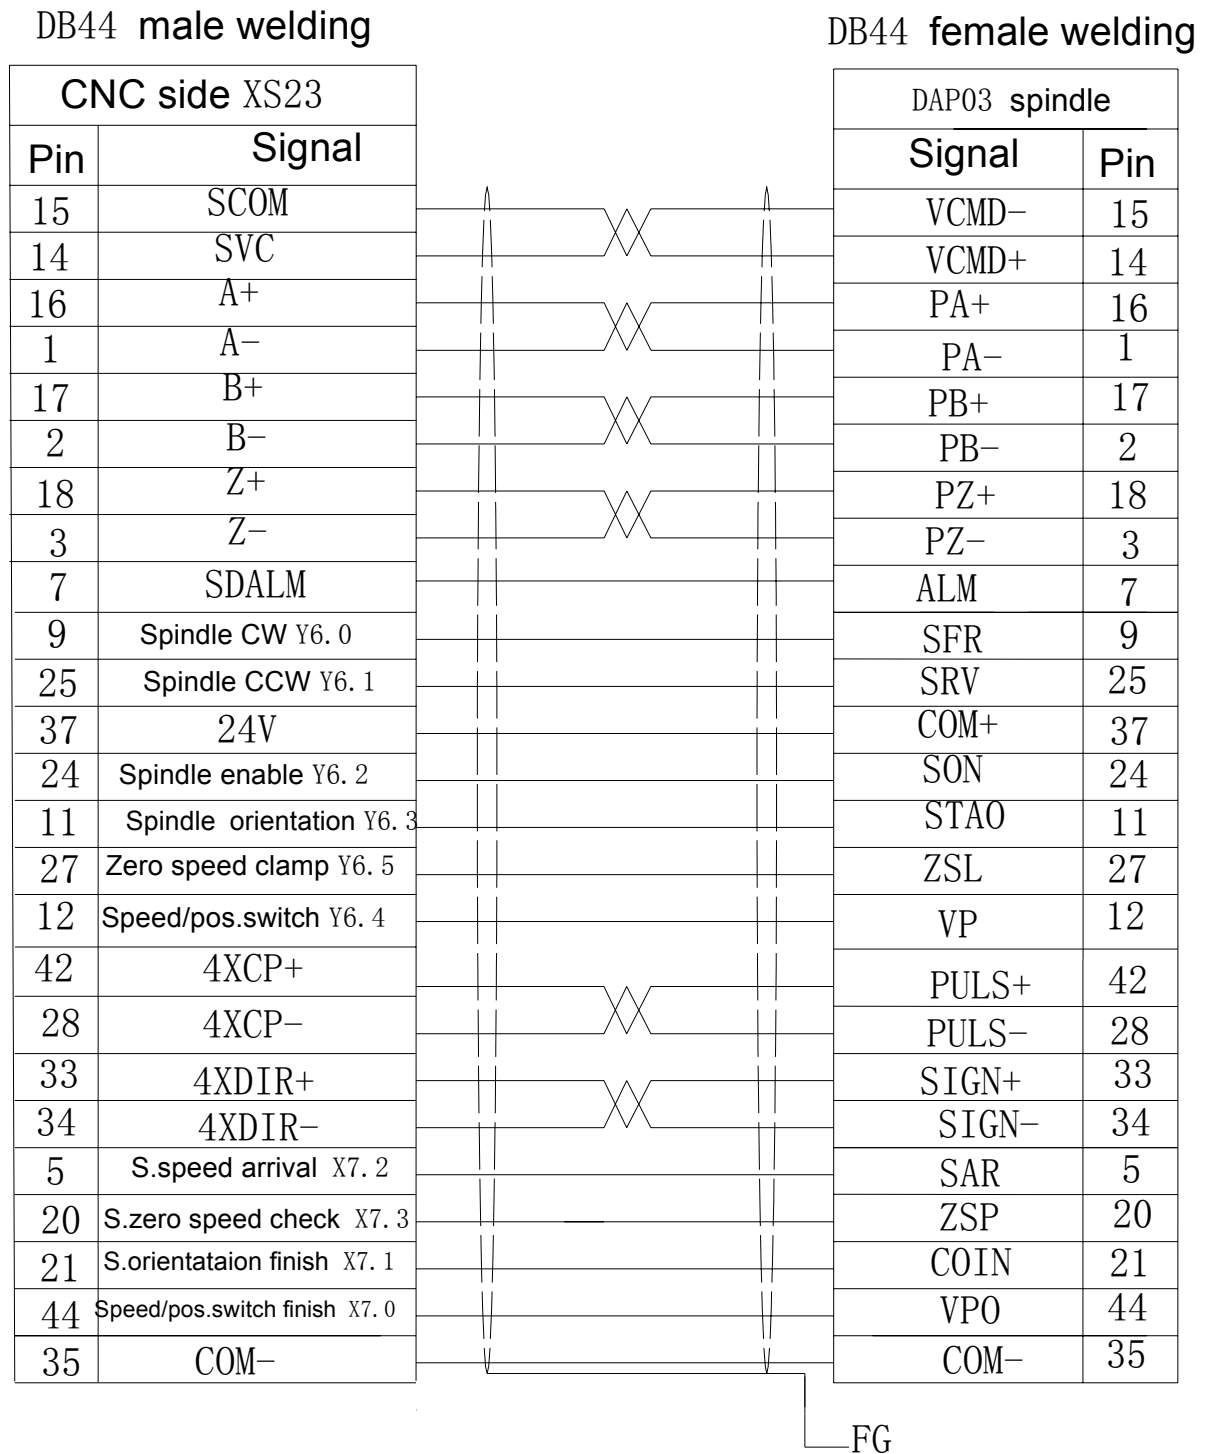 DB44 male welding DB44 female welding
CNC side XS23 DAP03 spindle
Pin Signal Signal Pin
15 SCOM VCMD- 15
14 SVC VCMD+ 14
16 A+ PA+ 16
1 A- PA- 1
17 B+ PB+ 17
2 B- PB- 2
18 Z+ PZ+ 18
3 Z- PZ- 3
7 SDALM ALM 7
9 Spindle CW Y6.0 SFR 9
25 Spindle CCW Y6.1 SRV 25
37 24V COM+ 37
24 Spindle enable Y6.2 SON 24
11 Spindle orientation Y6.3 STAO 11
27 Zero speed clamp Y6.5 ZSL 27
12 Speed/pos.switch Y6.4 VP 12
42 4XCP+ PULS+ 42
28 4XCP- PULS- 28
33 4XDIR+ SIGN+ 33
34 4XDIR- SIGN- 34
5 S.speed arrival X7.2 SAR 5
20 S.zero speed check X7.3 ZSP 20
21 S.orientataion finish X7.1 COIN 21
44 Speed/pos.switch finish X7.0 VPO 44
35 COM- COM- 35
FG